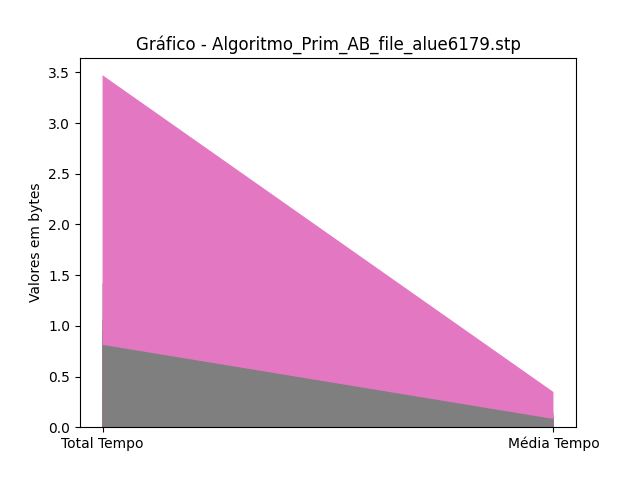 Gráfico - Algoritmo_Prim_AB_file_alue6179.stp
Valores em bytes
3.5
3.0
2.5
2.0
1.5
1.0
0.5
0.0
Total Tempo
Média Tempo